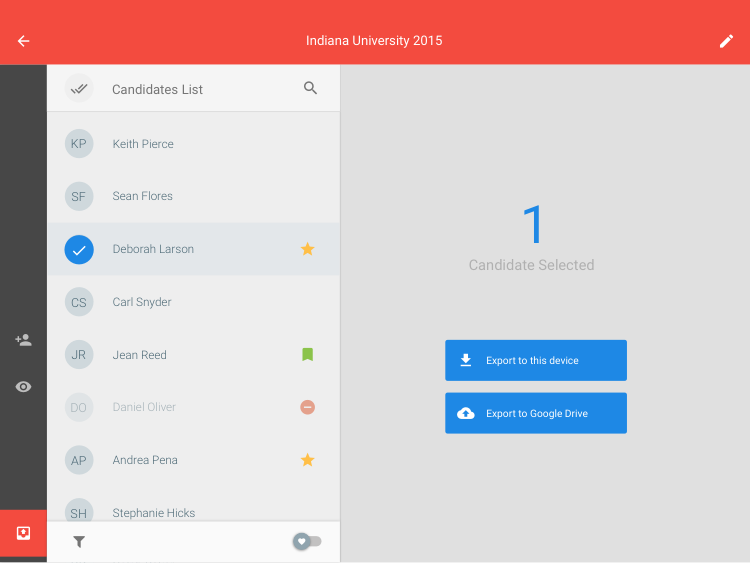 Indiana University 2015
Candidates List
KP Keith Pierce
SF Sean Flores
Deborah Larson
CS Carl Snyder
JR Jean Reed
DO Daniel Oliver
AP Andrea Pena
SH Stephanie Hicks
1
Candidate Selected
Export to this device
Export to Google Drive